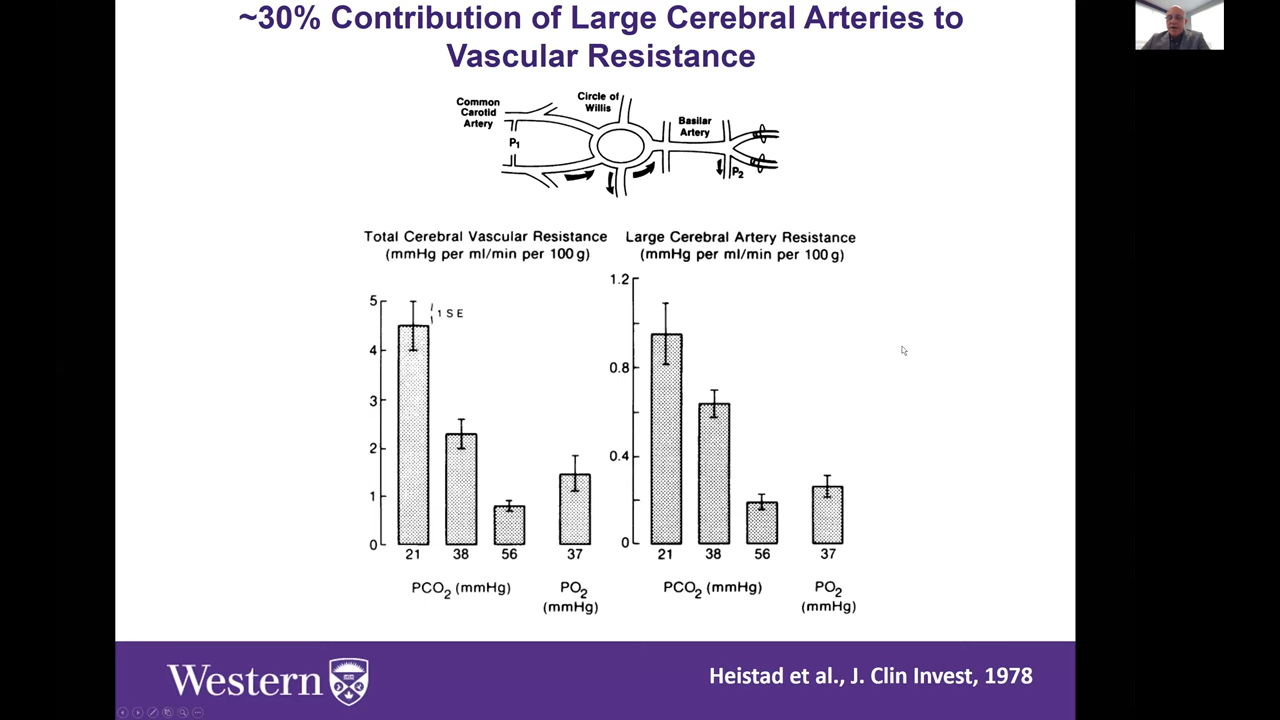 ~30% Contribution of Large Cerebral Arteries to
Vascular Resistance
Common
Carotid
Artery
Circle of
Willis
Basilar
Artery
P1
P2
Total Cerebral Vascular Resistance
(mmHg per ml/min per 100 g)
5
4
3
2
1
0
1 SE
21 38 56 37
PCO2 (mmHg)
PO2
(mmHg)
Large Cerebral Artery Resistance
(mmHg per ml/min per 100 g)
1.2
0.8
0.4
0
21 38 56 37
PCO2 (mmHg)
PO2
(mmHg)
Western
Heistad et al., J. Clin Invest, 1978